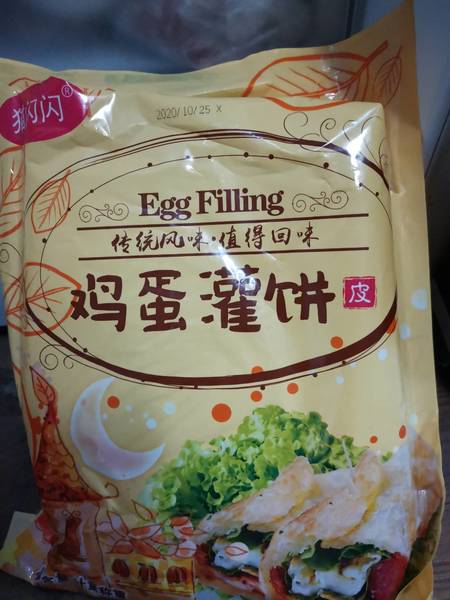 闪闪®
2020/10/25 X
Egg Filling
传统风味·值得回味
鸡蛋灌饼
皮